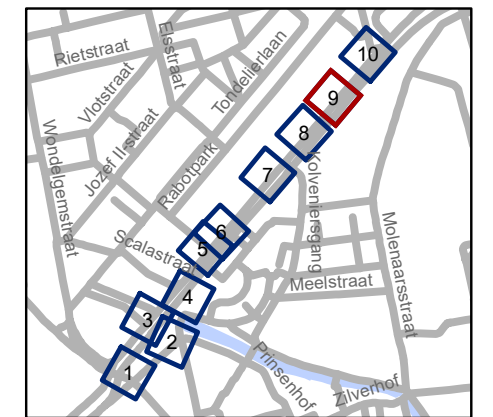 Rietstraat
Elsstraat
Tondelierlaan
Vlotstraat
Jozef II-straat
Rabotpark
Wondelgemstraat
Scalastraat
Kolveniersgang
Molenaarsstraat
Meelstraat
Prinsenhof
Zilverhof
10
9
8
7
6
5
4
3
2
1